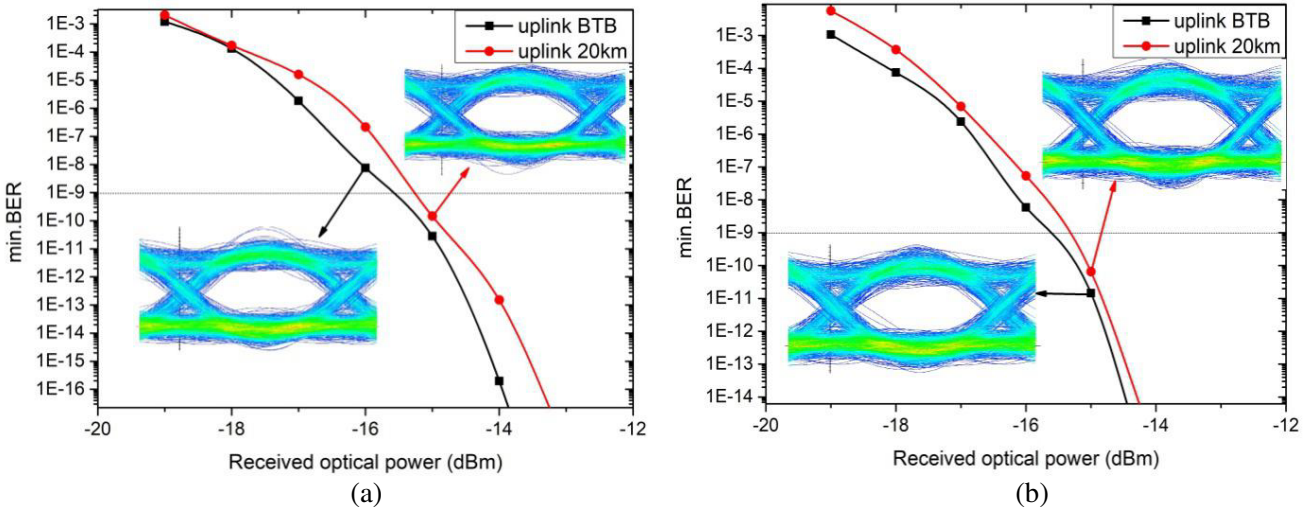 1E-3
1E-4
1E-5
1E-6
1E-7
1E-8
1E-9
1E-10
1E-11
1E-12
1E-13
1E-14
1E-15
1E-16
min.BER
uplink BTB
uplink 20km
-20
-18
-16
-14
-12
Received optical power (dBm)
(a)
1E-3
1E-4
1E-5
1E-6
1E-7
1E-8
1E-9
1E-10
1E-11
1E-12
1E-13
1E-14
min.BER
uplink BTB
uplink 20km
-20
-18
-16
-14
-12
Received optical power (dBm)
(b)